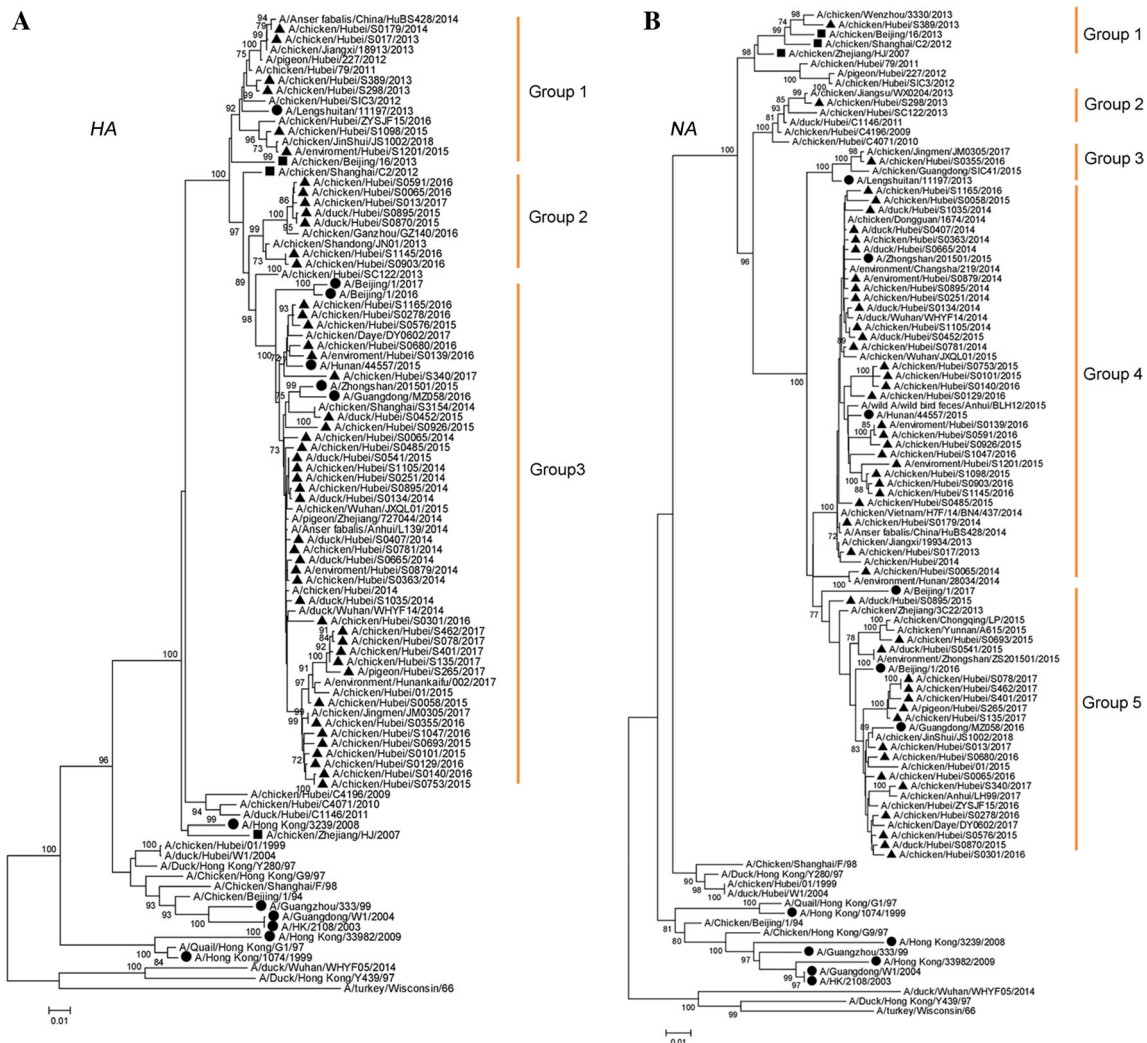 A
HA
A/Anser fabalis/China/HuBS428/2014
A/chicken/Hubei/S0179/2014
A/chicken/Hubei/S017/2013
A/chicken/Jiangxi/18913/2013
A/pigeon/Hubei/227/2012
A/chicken/Hubei/79/2011
A/chicken/Hubei/S389/2013
A/chicken/Hubei/S298/2013
A/chicken/Hubei/SIC3/2012
A/Lengshuitan/11197/2013
A/chicken/Hubei/ZYSJF15/2016
A/chicken/Hubei/S1098/2015
A/chicken/JinShui/JS1002/2018
A/enviroment/Hubei/S1201/2015
A/chicken/Beijing/16/2013
Group 1
A/chicken/Shanghai/C2/2012
A/chicken/Hubei/S0591/2016
A/chicken/Hubei/S0065/2016
A/chicken/Hubei/S013/2017
A/duck/Hubei/S0895/2015
A/duck/Hubei/S0870/2015
A/chicken/Ganzhou/GZ140/2016
A/chicken/Shandong/JN01/2013
A/chicken/Hubei/S1145/2016
A/chicken/Hubei/S0903/2016
Group 2
A/chicken/Hubei/SC122/2013
A/Beijing/1/2017
A/Beijing/1/2016
A/chicken/Hubei/S1165/2016
A/chicken/Hubei/S0278/2016
A/chicken/Hubei/S0576/2015
A/chicken/Daye/DY0602/2017
A/chicken/Hubei/S0680/2016
A/enviroment/Hubei/S0139/2016
A/Hunan/44557/2015
A/chicken/Hubei/S340/2017
A/Zhongshan/201501/2015
A/Guangdong/MZ058/2016
A/chicken/Shanghai/S3154/2014
A/duck/Hubei/S0452/2015
A/chicken/Hubei/S0926/2015
A/chicken/Hubei/S0065/2014
A/chicken/Hubei/S0485/2015
A/duck/Hubei/S0541/2015
A/chicken/Hubei/S1105/2014
A/chicken/Hubei/S0251/2014
A/chicken/Hubei/S0895/2014
A/duck/Hubei/S0134/2014
A/chicken/Wuhan/JXQL01/2015
A/pigeon/Zhejiang/727044/2014
A/Anser fabalis/Anhui/L139/2014
A/duck/Hubei/S0407/2014
A/chicken/Hubei/S0781/2014
A/duck/Hubei/S0665/2014
A/enviroment/Hubei/S0879/2014
A/chicken/Hubei/S0363/2014
A/chicken/Hubei/2014
A/duck/Hubei/S1035/2014
A/duck/Wuhan/WHYF14/2014
A/chicken/Hubei/S0301/2016
A/chicken/Hubei/S462/2017
A/chicken/Hubei/S078/2017
A/chicken/Hubei/S401/2017
A/chicken/Hubei/S135/2017
A/pigeon/Hubei/S265/2017
A/environment/Hunankaifu/002/2017
A/chicken/Hubei/01/2015
A/chicken/Hubei/S0058/2015
A/chicken/Jingmen/JM0305/2017
A/chicken/Hubei/S0355/2016
A/chicken/Hubei/S1047/2016
A/chicken/Hubei/S0693/2015
A/chicken/Hubei/S0101/2015
A/chicken/Hubei/S0129/2016
A/chicken/Hubei/S0140/2016
A/chicken/Hubei/S0753/2015
Group3
A/chicken/Hubei/C4196/2009
A/chicken/Hubei/C4071/2010
A/duck/Hubei/C1146/2011
A/Hong Kong/3239/2008
A/chicken/Zhejiang/HJ/2007
A/chicken/Hubei/01/1999
A/duck/Hubei/W1/2004
A/Duck/Hong Kong/Y280/97
A/Chicken/Hong Kong/G9/97
A/Chicken/Shanghai/F/98
A/Chicken/Beijing/1/94
A/Guangzhou/333/99
A/Guangdong/W1/2004
A/HK/2108/2003
A/Hong Kong/33982/2009
A/Quail/Hong Kong/G1/97
A/Hong Kong/1074/1999
A/duck/Wuhan/WHYF05/2014
A/Duck/Hong Kong/Y439/97
A/turkey/Wisconsin/66
0.01
B
NA
A/chicken/Wenzhou/3330/2013
A/chicken/Hubei/S389/2013
A/chicken/Beijing/16/2013
A/chicken/Shanghai/C2/2012
A/chicken/Zhejiang/HJ/2007
Group 1
A/chicken/Hubei/79/2011
A/pigeon/Hubei/227/2012
A/chicken/Hubei/SIC3/2012
A/chicken/Jiangsu/WX0204/2013
A/chicken/Hubei/S298/2013
A/chicken/Hubei/SC122/2013
A/duck/Hubei/C1146/2011
A/chicken/Hubei/C4196/2009
A/chicken/Hubei/C4071/2010
Group 2
A/chicken/Jingmen/JM0305/2017
A/chicken/Hubei/S0355/2016
A/chicken/Guangdong/SIC41/2015
A/Lengshuitan/11197/2013
Group 3
A/chicken/Hubei/S1165/2016
A/chicken/Hubei/S0058/2015
A/duck/Hubei/S1035/2014
A/chicken/Dongguan/1674/2014
A/duck/Hubei/S0407/2014
A/chicken/Hubei/S0363/2014
A/duck/Hubei/S0665/2014
A/Zhongshan/201501/2015
A/environment/Changsha/219/2014
A/enviroment/Hubei/S0879/2014
A/chicken/Hubei/S0895/2014
A/chicken/Hubei/S0251/2014
A/duck/Hubei/S0134/2014
A/duck/Wuhan/WHYF14/2014
A/chicken/Hubei/S1105/2014
A/duck/Hubei/S0452/2015
A/chicken/Hubei/S0781/2014
A/chicken/Wuhan/JXQL01/2015
A/chicken/Hubei/S0753/2015
A/chicken/Hubei/S0101/2015
A/chicken/Hubei/S0140/2016
A/chicken/Hubei/S0129/2016
A/wild A/wild bird feces/Anhui/BLH12/2015
A/Hunan/44557/2015
A/enviroment/Hubei/S0139/2016
A/chicken/Hubei/S0591/2016
A/chicken/Hubei/S0926/2015
A/chicken/Hubei/S1047/2016
A/enviroment/Hubei/S1201/2015
A/chicken/Hubei/S1098/2015
A/chicken/Hubei/S0903/2016
A/chicken/Hubei/S1145/2016
A/chicken/Hubei/S0485/2015
A/chicken/Vietnam/H7F/14/BN4/437/2014
A/chicken/Hubei/S0179/2014
A/Anser fabalis/China/HuBS428/2014
A/chicken/Jiangxi/19934/2013
A/chicken/Hubei/S017/2013
A/chicken/Hubei/2014
A/chicken/Hubei/S0065/2014
A/environment/Hunan/28034/2014
Group 4
A/Beijing/1/2017
A/duck/Hubei/S0895/2015
A/chicken/Zhejiang/3C22/2013
A/chicken/Chongqing/LP/2015
A/chicken/Yunnan/A615/2015
A/chicken/Hubei/S0693/2015
A/duck/Hubei/S0541/2015
A/environment/Zhongshan/ZS201501/2015
A/Beijing/1/2016
A/chicken/Hubei/S078/2017
A/chicken/Hubei/S462/2017
A/chicken/Hubei/S401/2017
A/pigeon/Hubei/S265/2017
A/chicken/Hubei/S135/2017
A/Guangdong/MZ058/2016
A/chicken/JinShui/JS1002/2018
A/chicken/Hubei/S013/2017
A/chicken/Hubei/S0680/2016
A/chicken/Hubei/01/2015
A/chicken/Hubei/S0065/2016
A/chicken/Hubei/S340/2017
A/chicken/Anhui/LH99/2017
A/chicken/Hubei/ZYSJF15/2016
A/chicken/Hubei/S0278/2016
A/chicken/Daye/DY0602/2017
A/chicken/Hubei/S0576/2015
A/duck/Hubei/S0870/2015
A/chicken/Hubei/S0301/2016
Group 5
A/Chicken/Shanghai/F/98
A/Duck/Hong Kong/Y280/97
A/chicken/Hubei/01/1999
A/duck/Hubei/W1/2004
A/Quail/Hong Kong/G1/97
A/Hong Kong/1074/1999
A/Chicken/Beijing/1/94
A/Chicken/Hong Kong/G9/97
A/Hong Kong/3239/2008
A/Guangzhou/333/99
A/Hong Kong/33982/2009
A/Guangdong/W1/2004
A/HK/2108/2003
A/duck/Wuhan/WHYF05/2014
A/Duck/Hong Kong/Y439/97
A/turkey/Wisconsin/66
0.01